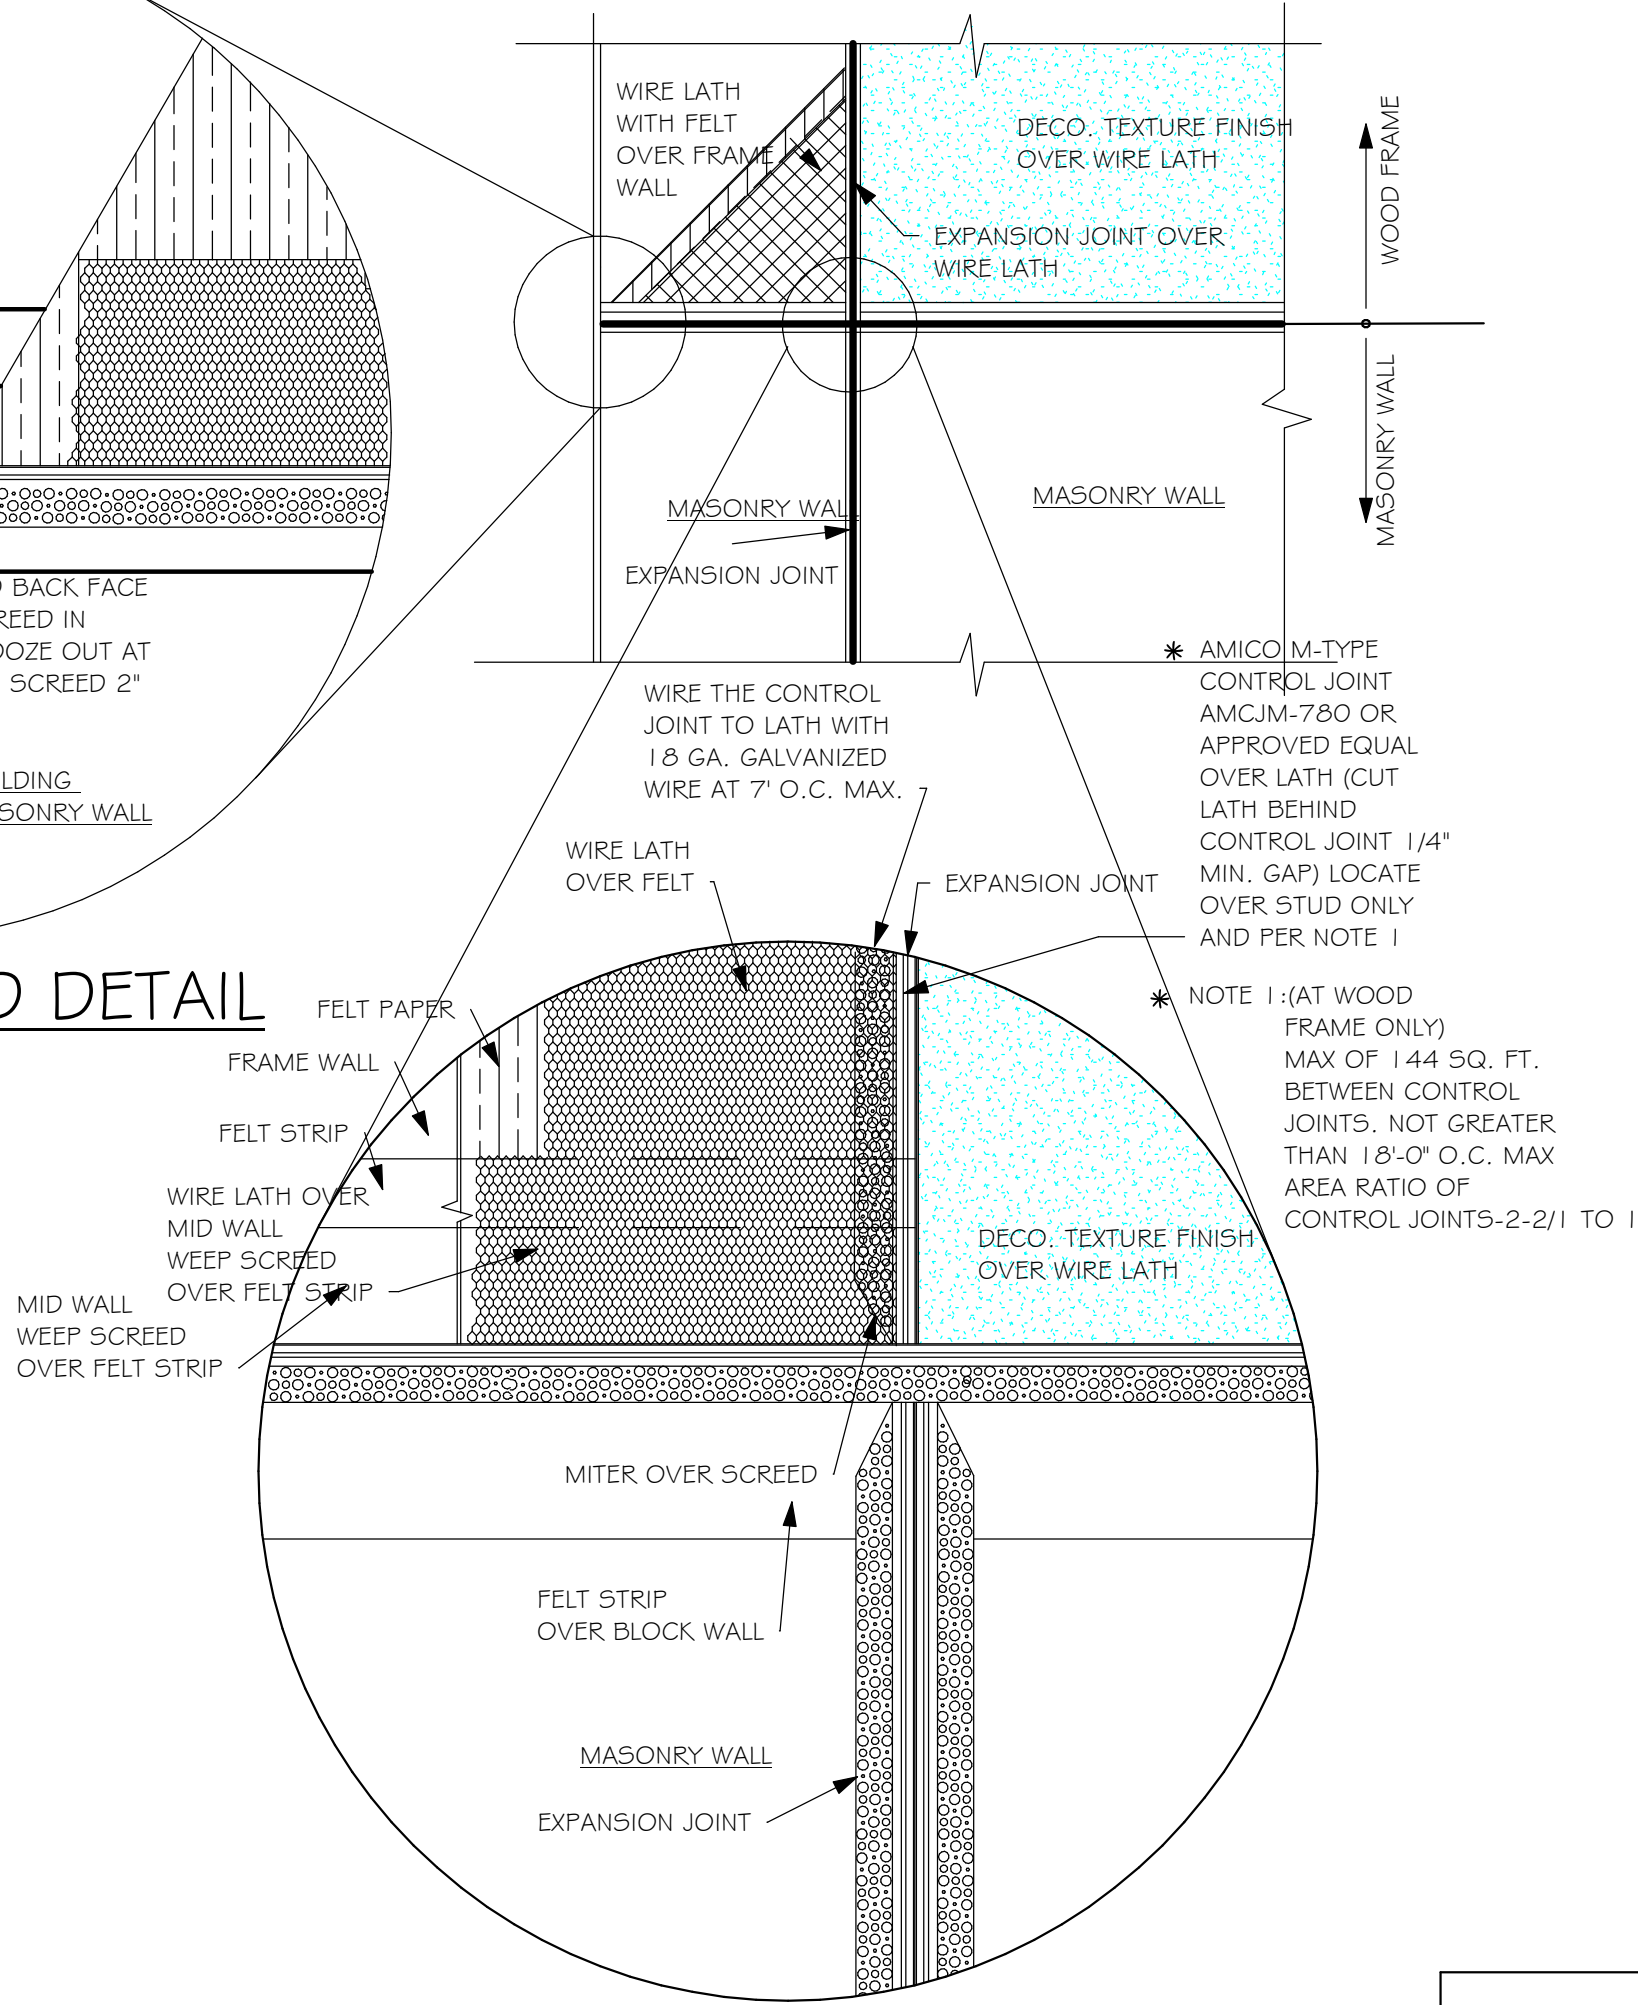 WIRE LATH
WITH FELT
OVER FRAME
WALL
DECO. TEXTURE FINISH
OVER WIRE LATH
EXPANSION JOINT OVER
WIRE LATH
WOOD FRAME
MASONRY WALL
MASONRY WALL
MASONRY WALL
EXPANSION JOINT
BACK FACE
REED IN
OOZE OUT AT
SCREED 2"
LDING
SONRY WALL
D DETAIL
WIRE THE CONTROL
JOINT TO LATH WITH
18 GA. GALVANIZED
WIRE AT 7' O.C. MAX.
* AMICO M-TYPE
CONTROL JOINT
AMCJM-780 OR
APPROVED EQUAL
OVER LATH (CUT
LATH BEHIND
CONTROL JOINT 1/4"
MIN. GAP) LOCATE
OVER STUD ONLY
AND PER NOTE 1
* NOTE 1:(AT WOOD
FRAME ONLY)
MAX OF 144 SQ. FT.
BETWEEN CONTROL
JOINTS. NOT GREATER
THAN 18'-0" O.C. MAX
AREA RATIO OF
CONTROL JOINTS-2-2/1 TO 1
WIRE LATH
OVER FELT
EXPANSION JOINT
FELT PAPER
FRAME WALL
FELT STRIP
WIRE LATH OVER
MID WALL
WEEP SCREED
OVER FELT STRIP
MID WALL
WEEP SCREED
OVER FELT STRIP
DECO. TEXTURE FINISH
OVER WIRE LATH
MITER OVER SCREED
FELT STRIP
OVER BLOCK WALL
MASONRY WALL
EXPANSION JOINT